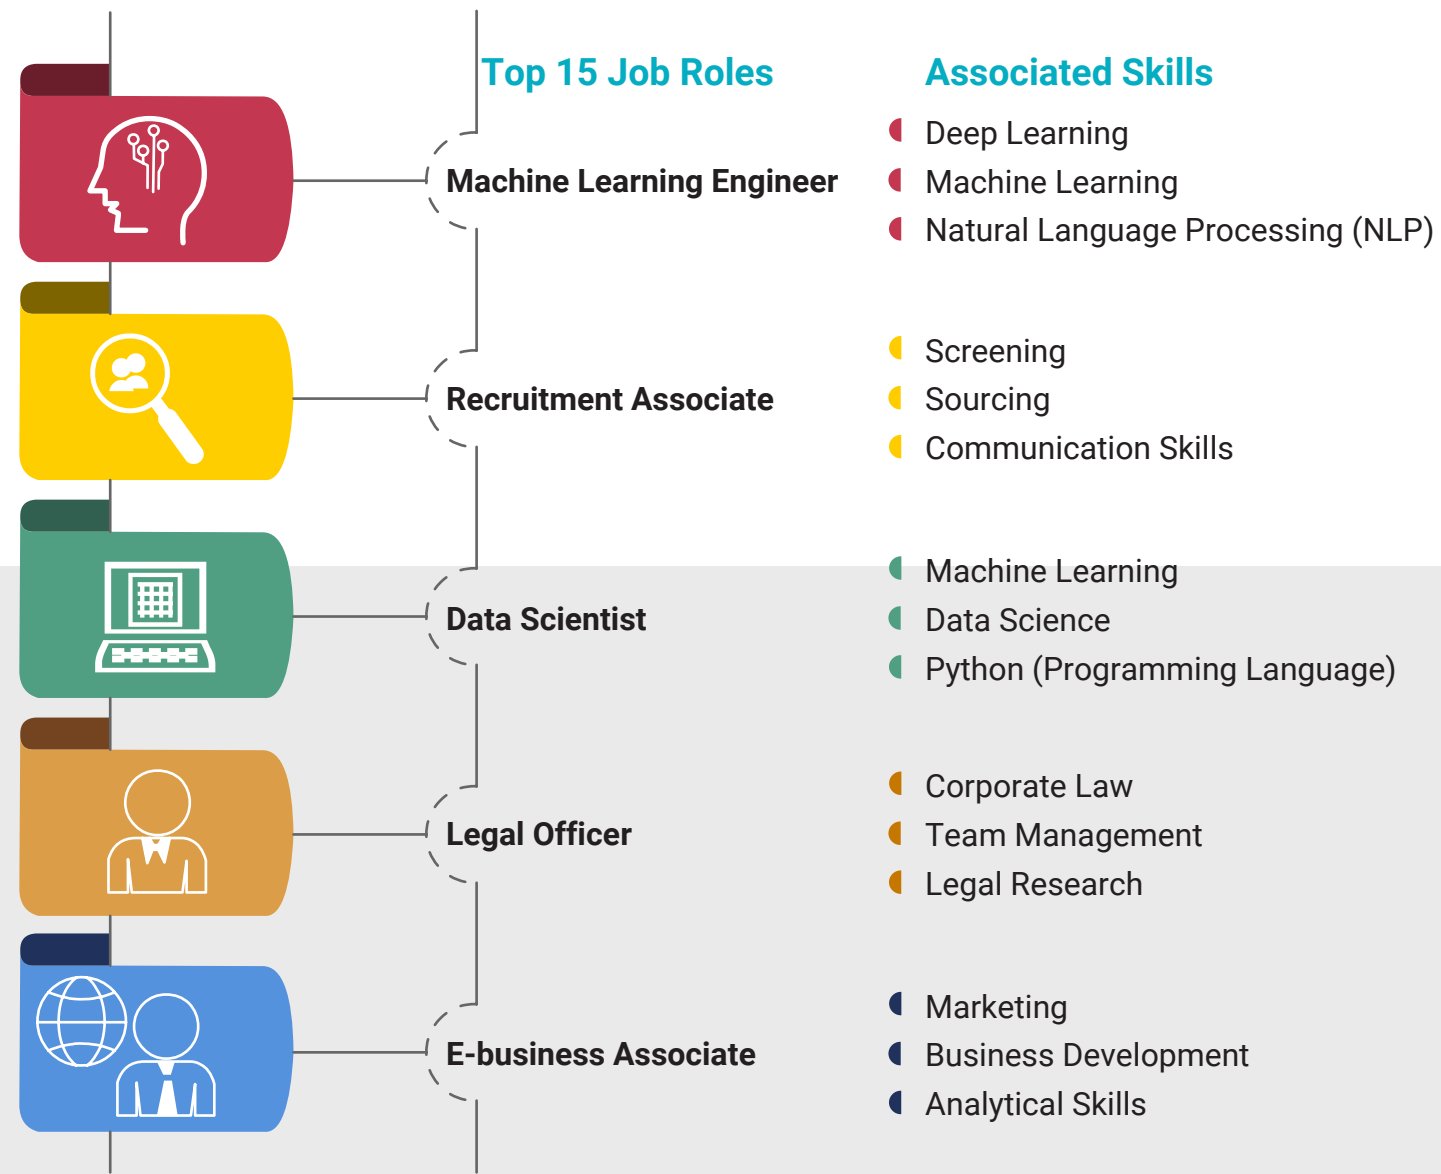 Top 15 Job Roles
Associated Skills
Machine Learning Engineer
Deep Learning
Machine Learning
Natural Language Processing (NLP)
Recruitment Associate
Screening
Sourcing
Communication Skills
Data Scientist
Machine Learning
Data Science
Python (Programming Language)
Legal Officer
Corporate Law
Team Management
Legal Research
E-business Associate
Marketing
Business Development
Analytical Skills